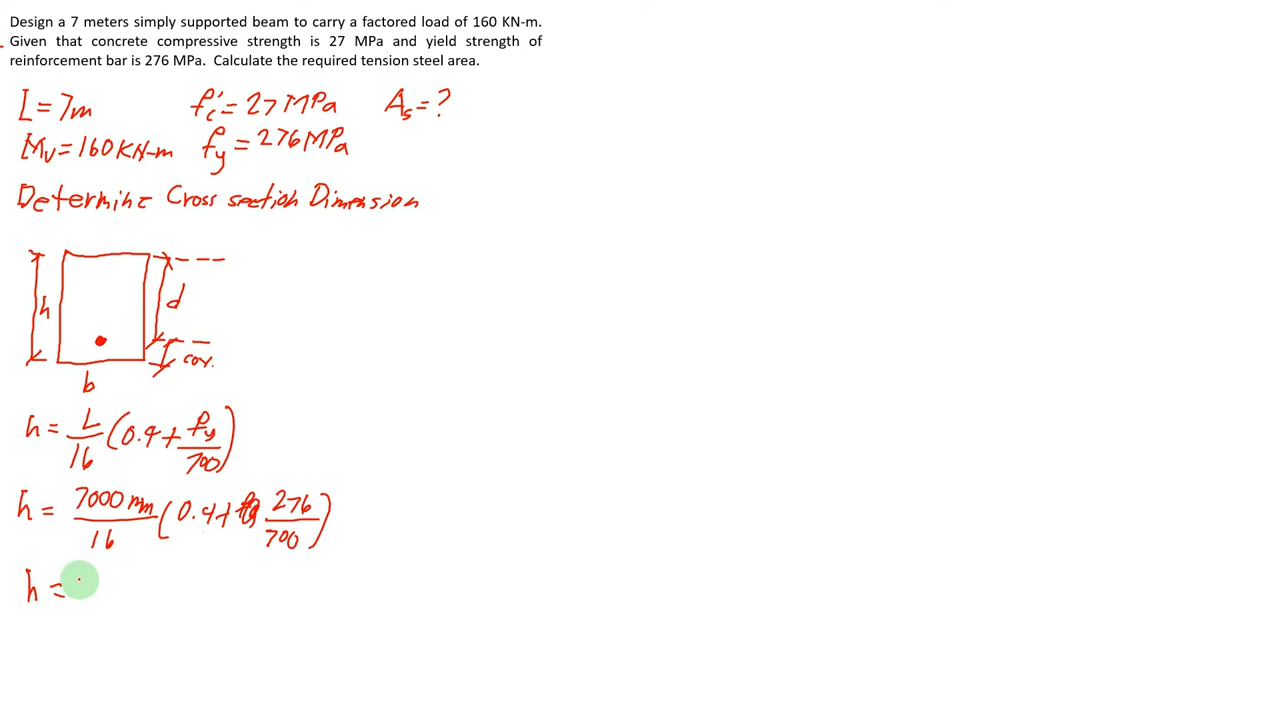 Design a 7 meters simply supported beam to carry a factored load of 160 KN-m.
Given that concrete compressive strength is 27 MPa and yield strength of
reinforcement bar is 276 MPa. Calculate the required tension steel area.
L = 7m f'c = 27 MPa As = ?
MU = 160 KN-m fy = 276 MPa
Determine Cross section Dimension
h
d
cov.
b
h = L/16 (0.4 + fy/700)
h = 7000 mm/16 (0.4 + 276/700)
h =